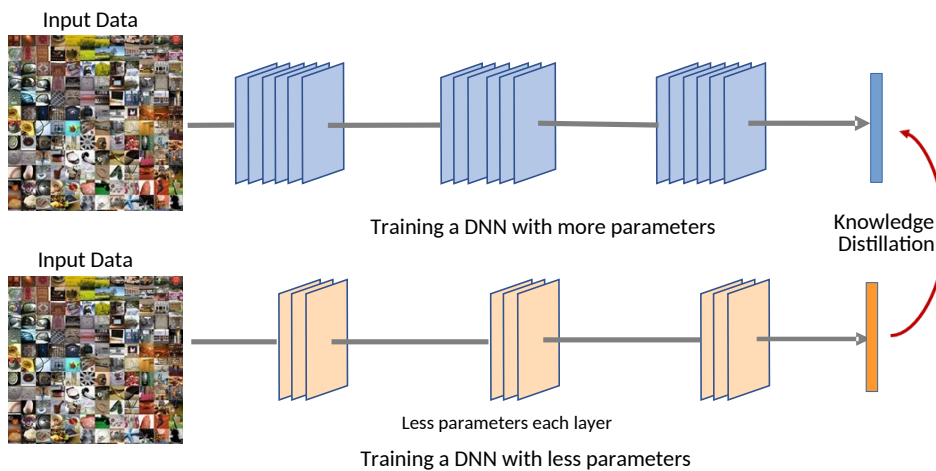 Input Data
Training a DNN with more parameters
Knowledge
Distillation
Input Data
Less parameters each layer
Training a DNN with less parameters